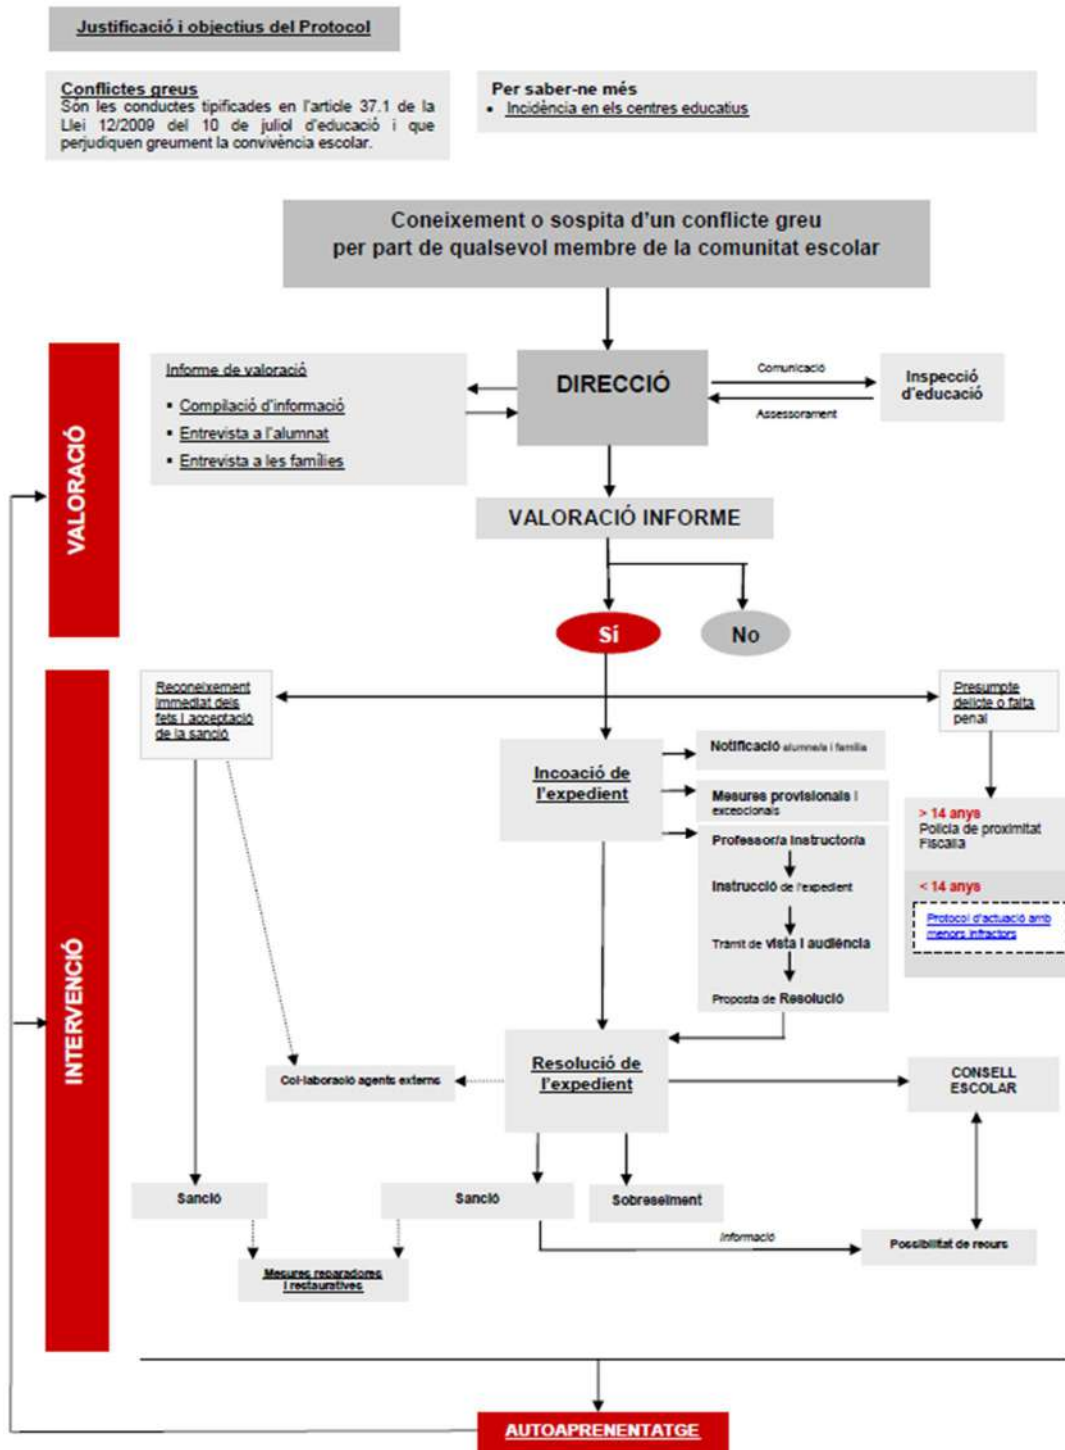 Justificació i objectius del Protocol
Conflictes greus
Són les conductes tipificades en l'article 37.1 de la
Llei 12/2009 del 10 de juliol d'educació i que
perjudiquen greument la convivència escolar.
Per saber-ne més
• Incidència en els centres educatius
Coneixement o sospita d'un conflicte greu
per part de qualsevol membre de la comunitat escolar
VALORACIÓ
Informe de valoració
▪ Compilació d'informació
▪ Entrevista a l'alumnat
▪ Entrevista a les famílies
DIRECCIÓ
Comunicació
Assessorament
Inspecció
d'educació
VALORACIÓ INFORME
Sí
No
INTERVENCIÓ
Reconeixement
immediat dels
fets i acceptació
de la sanció
Presumpte
delicte o falta
penal
Incoació de
l'expedient
Notificació alumne/a i família
Mesures provisionals i
excepcionals
Professor/a Instructor/a
Instrucció de l'expedient
Tràmit de vista i audiència
Proposta de Resolució
> 14 anys
Policia de proximitat
Fiscalia
< 14 anys
Protocol d'actuació amb
menors infractors
Resolució de
l'expedient
Col·laboració agents externs
CONSELL
ESCOLAR
Sanció
Sanció
Sobreseïment
Informació
Possibilitat de recurs
Mesures reparadores
i restauratives
AUTOAPRENENTATGE